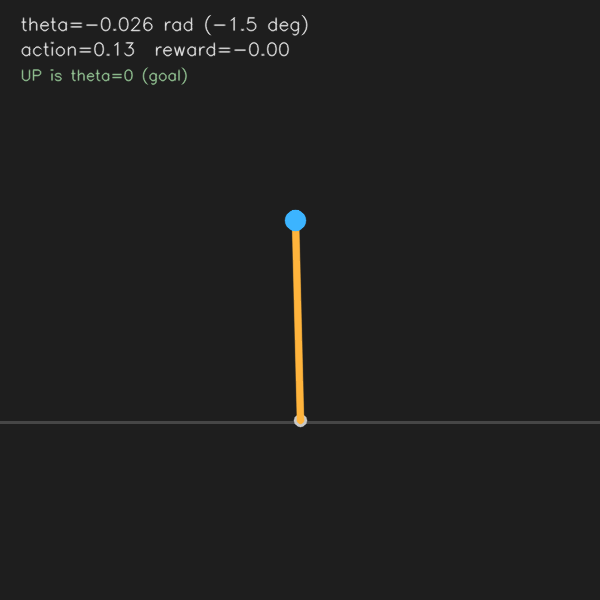 theta=−0.026 rad (−1.5 deg)
action=0.13 reward=−0.00
UP is theta=0 (goal)